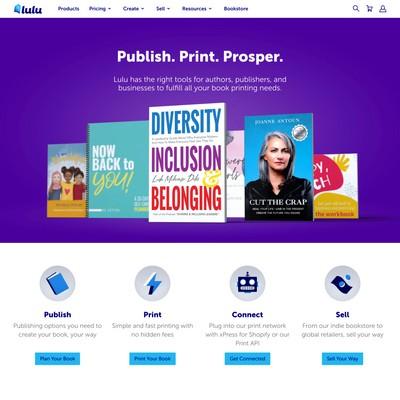 lulu
Products Pricing Create Sell Resources Bookstore
Publish. Print. Prosper.
Lulu has the right tools for authors, publishers, and
businesses to fulfill all your book printing needs.
NOW
BACK to
YOU!
DIVERSITY
INCLUSION
&
BELONGING
JOANNE ANTOUN
CUT THE CRAP
the workbook
Publish
Publishing options you need to
create your book, your way
Plan Your Book
Print
Simple and fast printing with
no hidden fees
Print Your Book
Connect
Plug into our print network
with xPress for Shopify or our
Print API
Get Connected
Sell
From our indie bookstore to
global retailers, sell your way
Sell Your Way